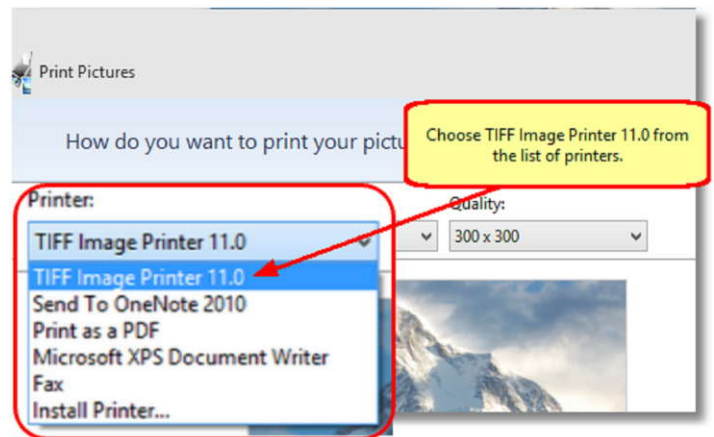 Print Pictures
How do you want to print your pictu
Choose TIFF Image Printer 11.0 from
the list of printers.
Printer:
Quality:
TIFF Image Printer 11.0
300 x 300
TIFF Image Printer 11.0
Send To OneNote 2010
Print as a PDF
Microsoft XPS Document Writer
Fax
Install Printer...